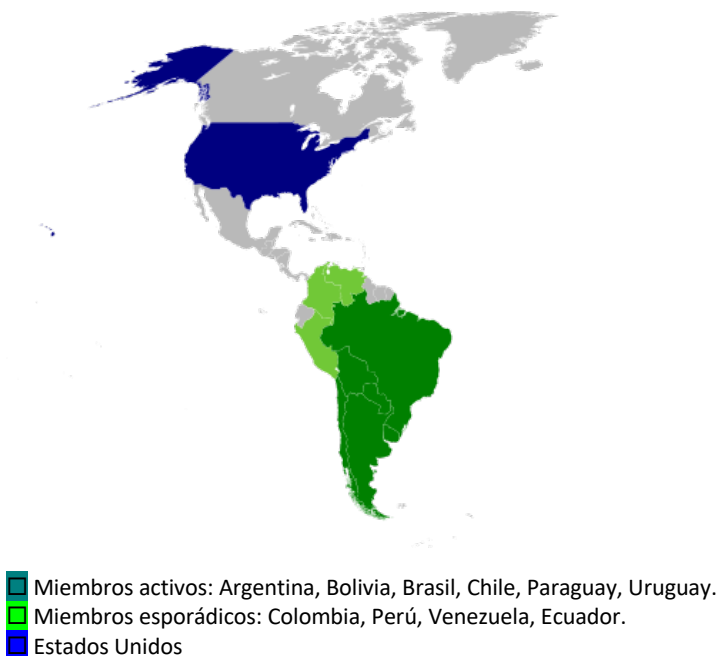 Miembros activos: Argentina, Bolivia, Brasil, Chile, Paraguay, Uruguay.
Miembros esporádicos: Colombia, Perú, Venezuela, Ecuador.
Estados Unidos